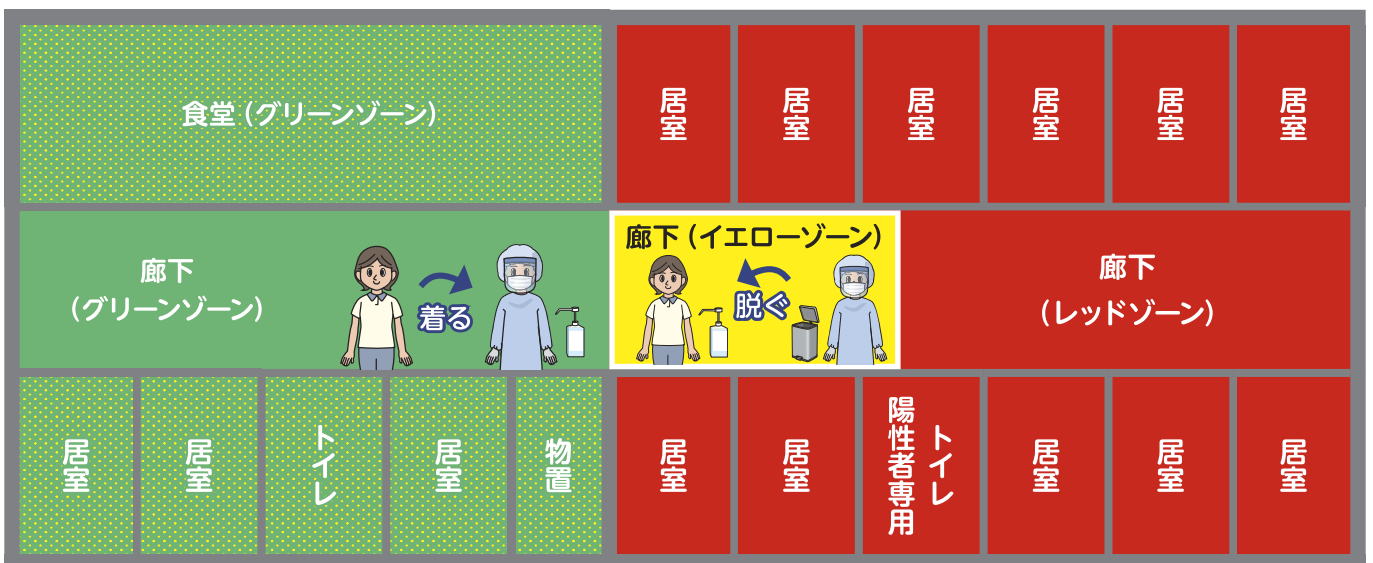 食堂（グリーンゾーン）
居室
居室
居室
居室
居室
居室
廊下
（グリーンゾーン）
着る
廊下（イエローゾーン）
脱ぐ
廊下
（レッドゾーン）
居室
居室
トイレ
居室
物置
居室
居室
トイレ
陽性者専用
居室
居室
居室